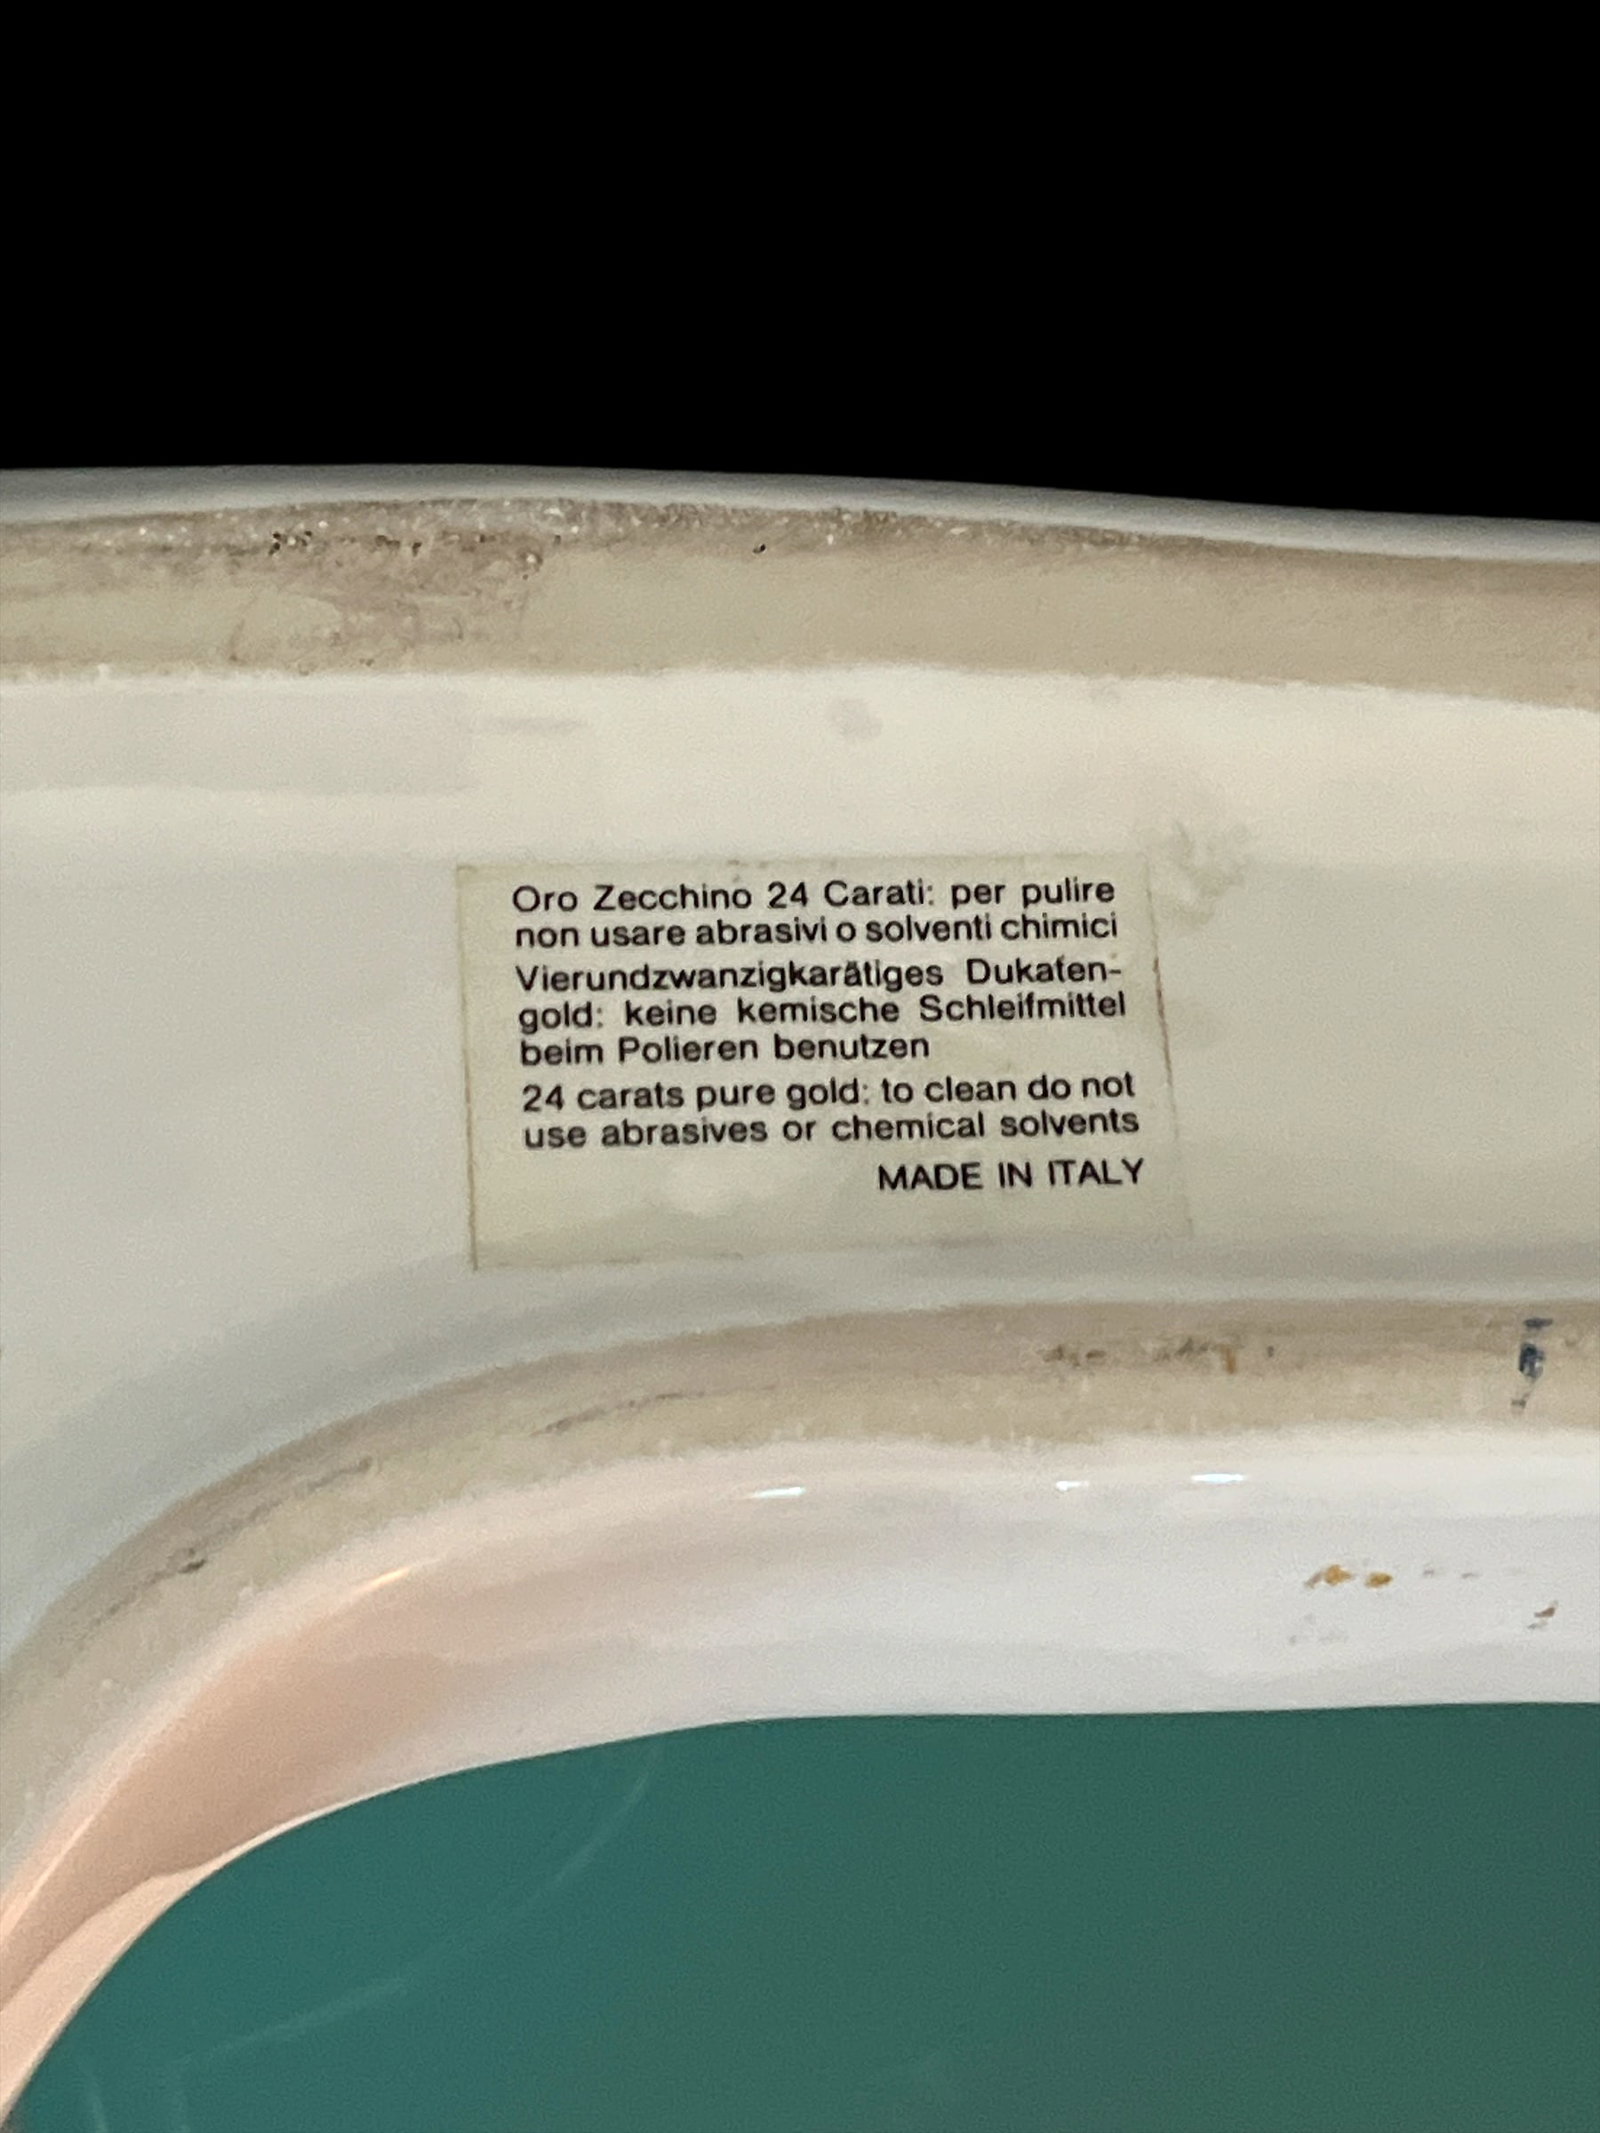 Oro Zecchino 24 Carati: per pulire
non usare abrasivi o solventi chimici
Vierundzwanzigkarätiges Dukaten-
gold: keine kemische Schleifmittel
beim Polieren benutzen
24 carats pure gold: to clean do not
use abrasives or chemical solvents
MADE IN ITALY